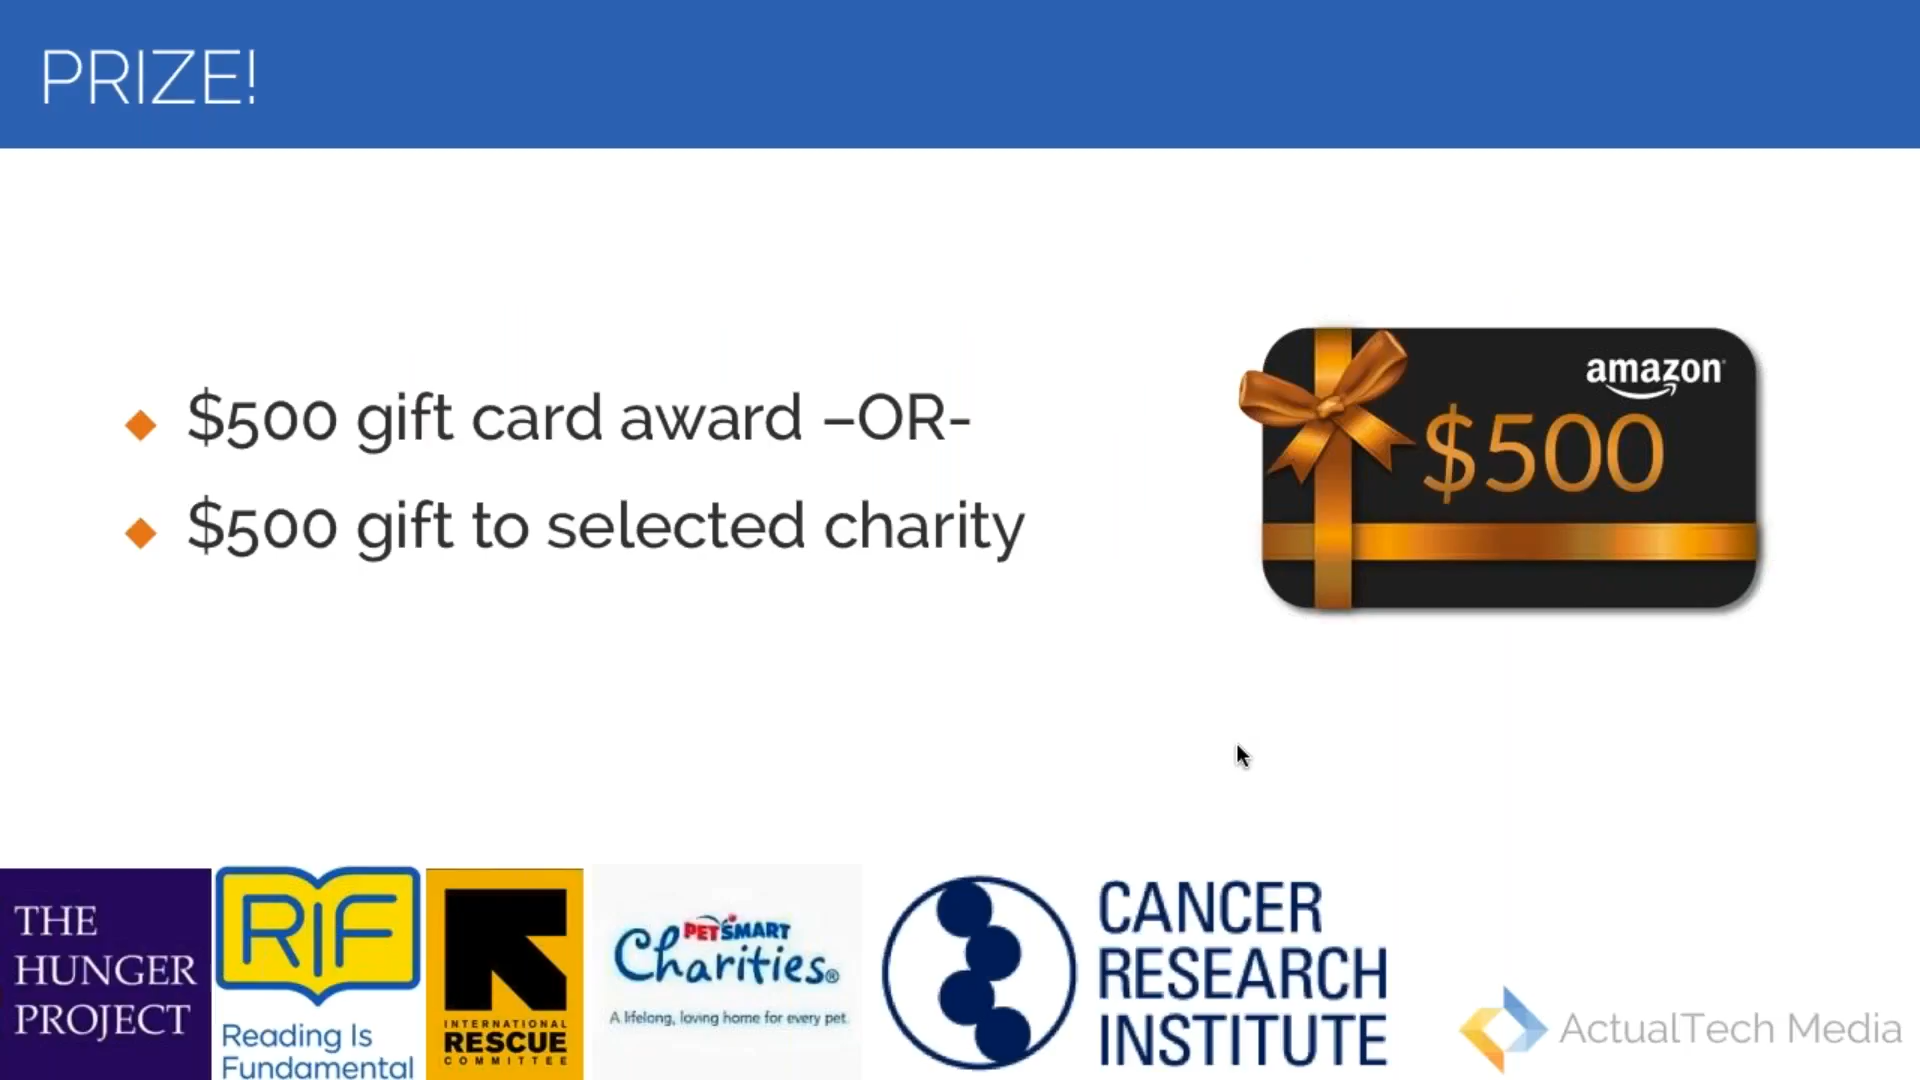 PRIZE!
$500 gift card award –OR-
$500 gift to selected charity
amazon
$500
THE
HUNGER
PROJECT
RIF
Reading Is
Fundamental
INTERNATIONAL
RESCUE
COMMITTEE
PETSMART
Charities®
A lifelong, loving home for every pet.
CANCER
RESEARCH
INSTITUTE
ActualTech Media